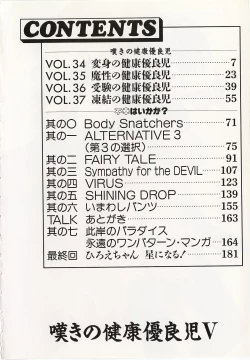 CONTENTS
嘆きの健康優良児
VOL.34 変身の健康優良児 7
VOL.35 魔性の健康優良児 23
VOL.36 受験の健康優良児 39
VOL.37 凍結の健康優良児 55
はいかが?
其の〇 Body Snatchers 71
其の一 ALTERNATIVE 3
(第3の選択) 75
其の二 FAIRY TALE 91
其の三 Sympathy for the DEVIL 107
其の四 VIRUS 123
其の五 SHINING DROP 139
其の六 いまわしパンツ 155
TALK あとがき 163
其の七 此岸のパラダイス
永遠のワンパターン・マンガ 164
最終回 ひろえちゃん 星になる! 181
嘆きの健康優良児V